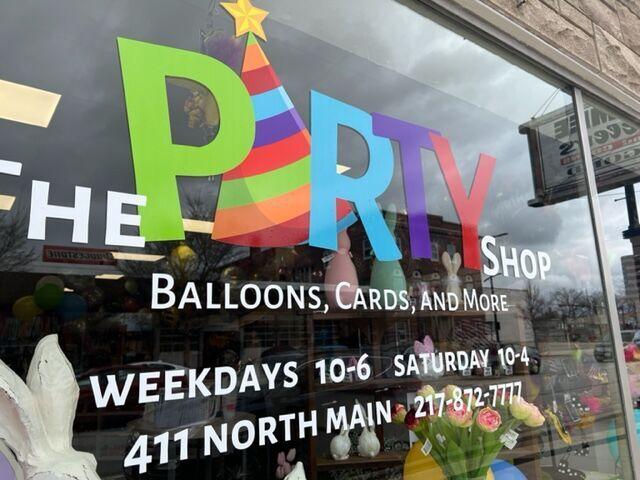 THE PARTY SHOP
BALLOONS, CARDS, AND MORE
WEEKDAYS 10-6 SATURDAY 10-4
411 NORTH MAIN 217-872-7777
BRIDGESTONE